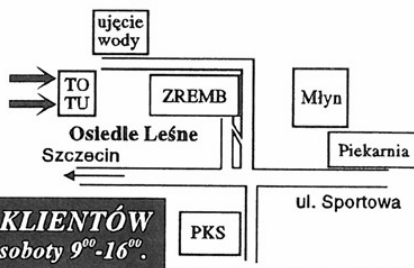 ujęcie
wody
TO
TU
ZREMB
Młyn
Osiedle Leśne
Piekarnia
Szczecin
ul. Sportowa
KLIENTÓW
soboty 9⁰⁰-16⁰⁰.
PKS